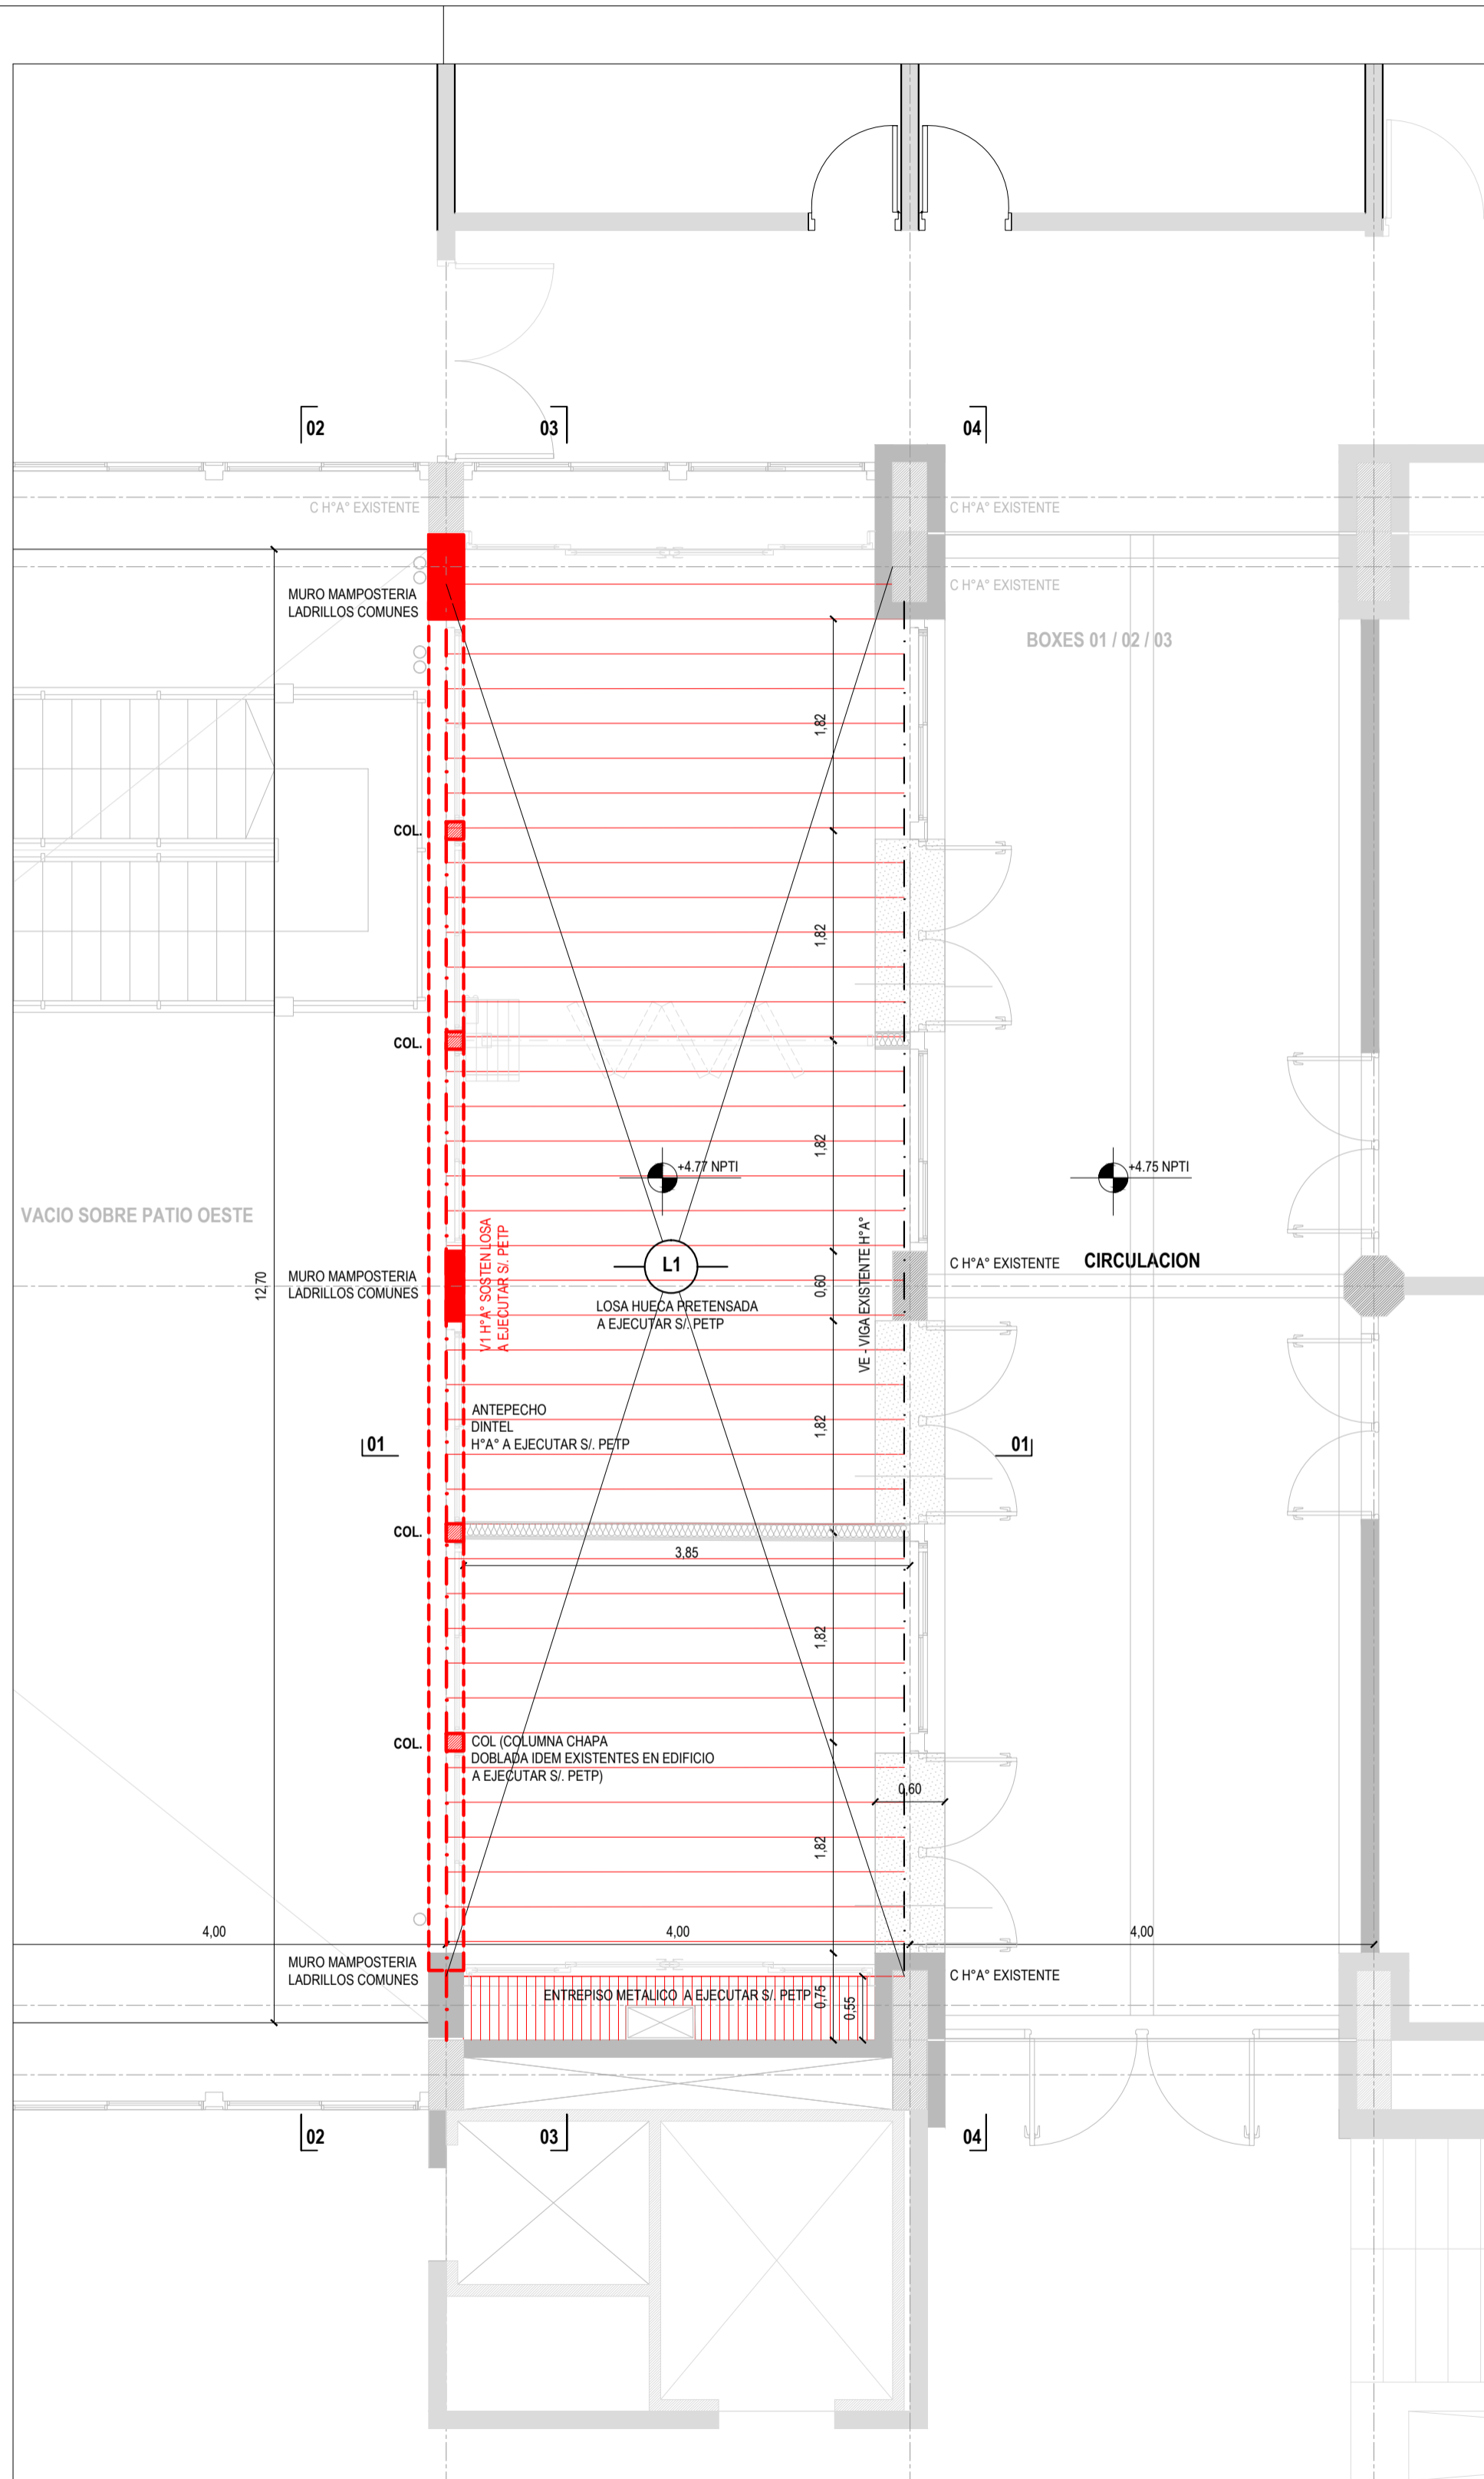 02
03
04
C H°A° EXISTENTE
C H°A° EXISTENTE
MURO MAMPOSTERIA
LADRILLOS COMUNES
C H°A° EXISTENTE
BOXES 01 / 02 / 03
1,82
COL.
1,82
COL.
1,82
+4.77 NPTI
+4.75 NPTI
VACIO SOBRE PATIO OESTE
12,70
MURO MAMPOSTERIA
LADRILLOS COMUNES
V1 H°A° SOSTEN LOSA
A EJECUTAR S/. PETP
L1
LOSA HUECA PRETENSADA
A EJECUTAR S/. PETP
0,60
VE - VIGA EXISTENTE H°A°
C H°A° EXISTENTE
CIRCULACION
ANTEPECHO
DINTEL
H°A° A EJECUTAR S/. PETP
1,82
01
01
COL.
3,85
1,82
COL.
COL (COLUMNA CHAPA
DOBLADA IDEM EXISTENTES EN EDIFICIO
A EJECUTAR S/. PETP)
0,60
1,82
4,00
4,00
4,00
MURO MAMPOSTERIA
LADRILLOS COMUNES
C H°A° EXISTENTE
ENTREPISO METALICO A EJECUTAR S/. PETP
0,75
0,55
02
03
04